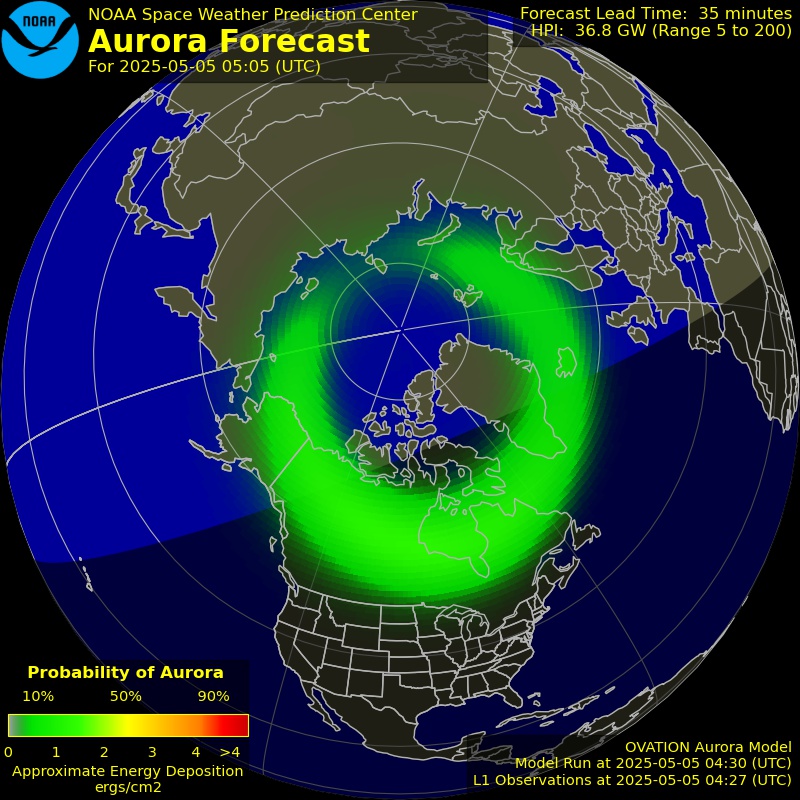 NOAA
NOAA Space Weather Prediction Center
Aurora Forecast
For 2025-05-05 05:05 (UTC)
Forecast Lead Time: 35 minutes
HPI: 36.8 GW (Range 5 to 200)
Probability of Aurora
10% 50% 90%
0 1 2 3 4 >4
Approximate Energy Deposition
ergs/cm2
OVATION Aurora Model
Model Run at 2025-05-05 04:30 (UTC)
L1 Observations at 2025-05-05 04:27 (UTC)